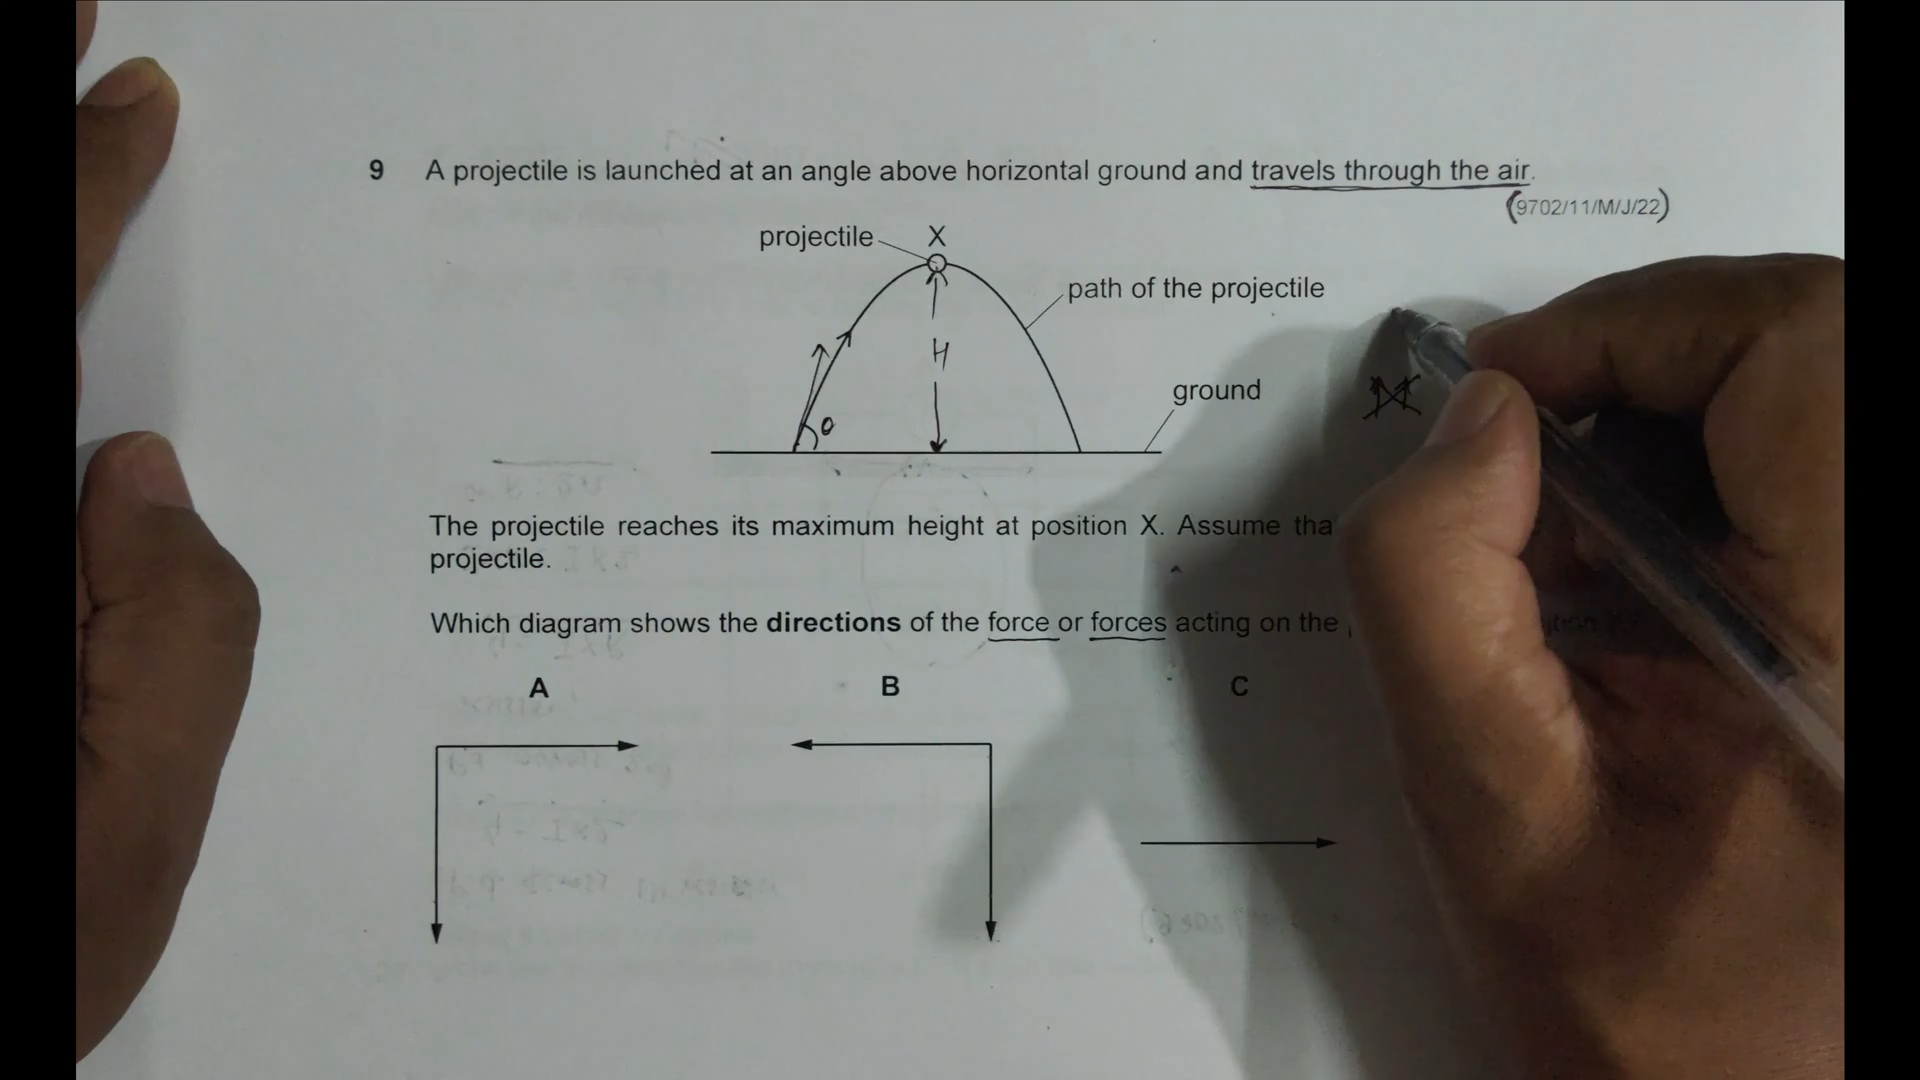 9 A projectile is launched at an angle above horizontal ground and travels through the air.
(9702/11/M/J/22)
projectile X
path of the projectile
H
ground
θ
The projectile reaches its maximum height at position X. Assume tha
projectile.
Which diagram shows the directions of the force or forces acting on the
A B C